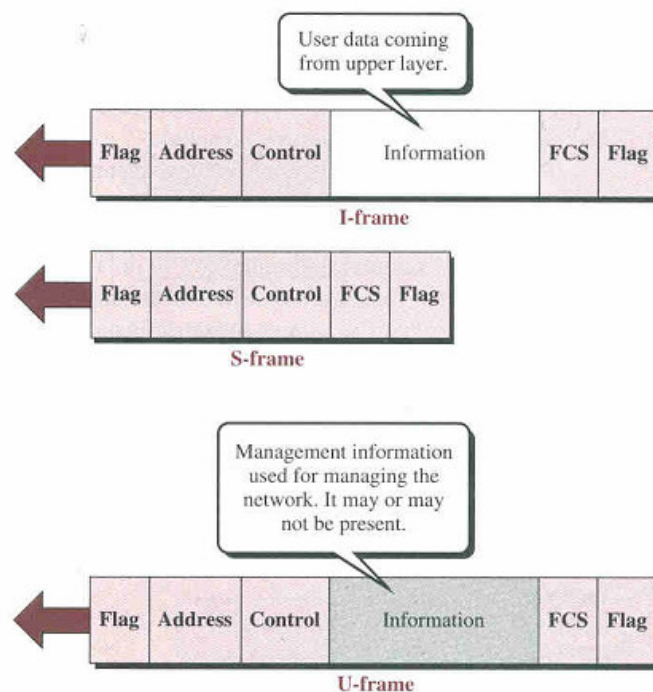 User data coming
from upper layer.
Flag Address Control Information FCS Flag
I-frame
Flag Address Control FCS Flag
S-frame
Management information
used for managing the
network. It may or may
not be present.
Flag Address Control Information FCS Flag
U-frame